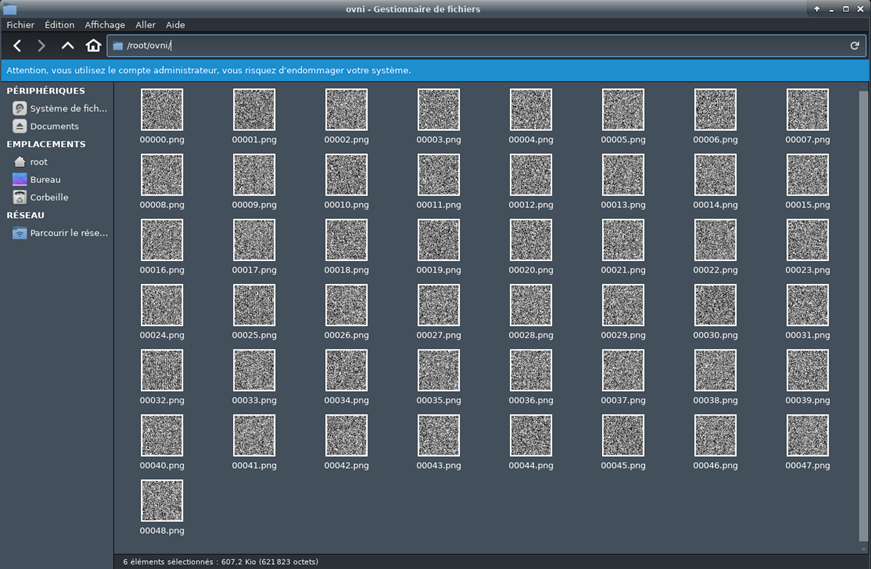 ovni - Gestionnaire de fichiers
Fichier Édition Affichage Aller Aide
/root/ovni/
Attention, vous utilisez le compte administrateur, vous risquez d'endommager votre système.
PÉRIPHÉRIQUES
Système de fich...
Documents
EMPLACEMENTS
root
Bureau
Corbeille
RÉSEAU
Parcourir le rése...
00000.png 00001.png 00002.png 00003.png 00004.png 00005.png 00006.png 00007.png
00008.png 00009.png 00010.png 00011.png 00012.png 00013.png 00014.png 00015.png
00016.png 00017.png 00018.png 00019.png 00020.png 00021.png 00022.png 00023.png
00024.png 00025.png 00026.png 00027.png 00028.png 00029.png 00030.png 00031.png
00032.png 00033.png 00034.png 00035.png 00036.png 00037.png 00038.png 00039.png
00040.png 00041.png 00042.png 00043.png 00044.png 00045.png 00046.png 00047.png
00048.png
6 éléments sélectionnés : 607,2 Kio (621 823 octets)